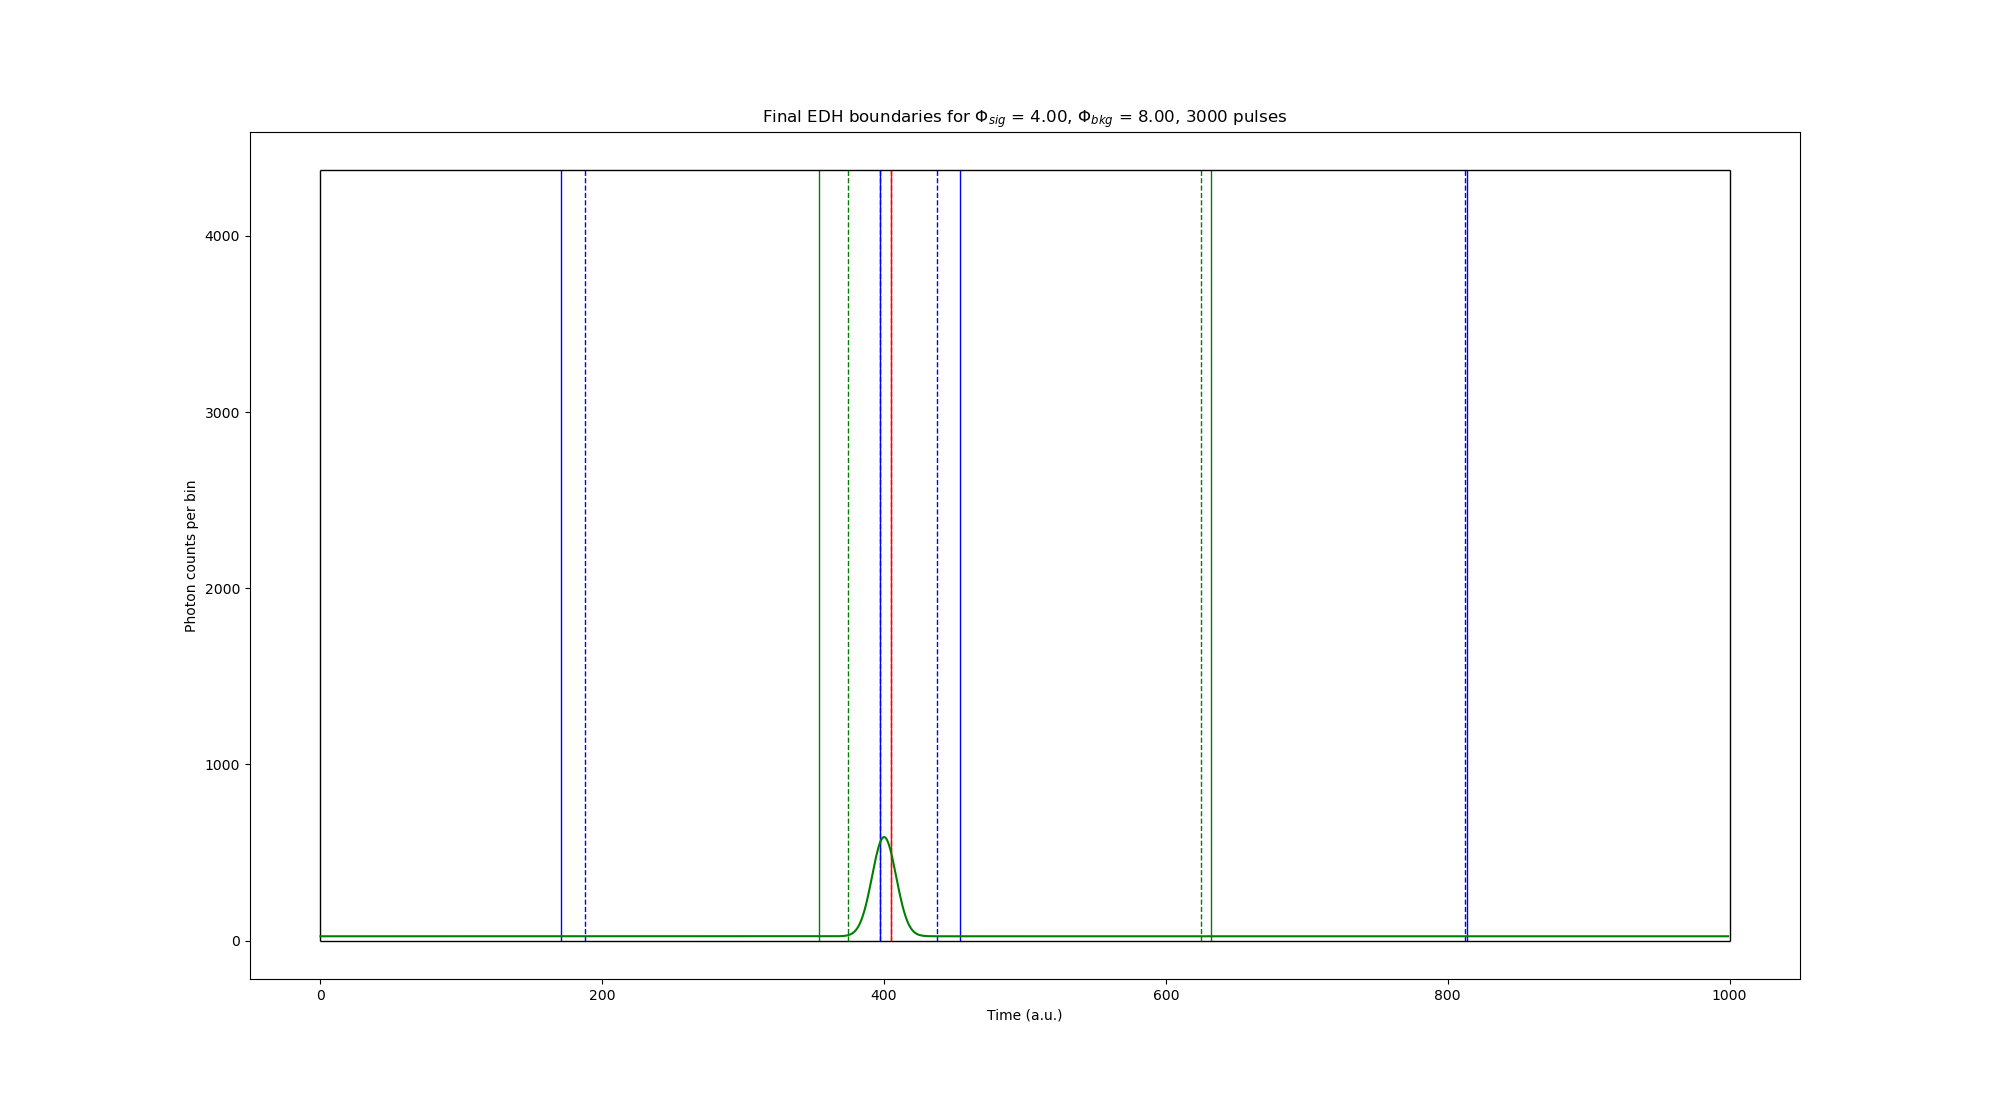 Final EDH boundaries for Φsig = 4.00, Φbkg = 8.00, 3000 pulses
Photon counts per bin
4000
3000
2000
1000
0
0 200 400 600 800 1000
Time (a.u.)